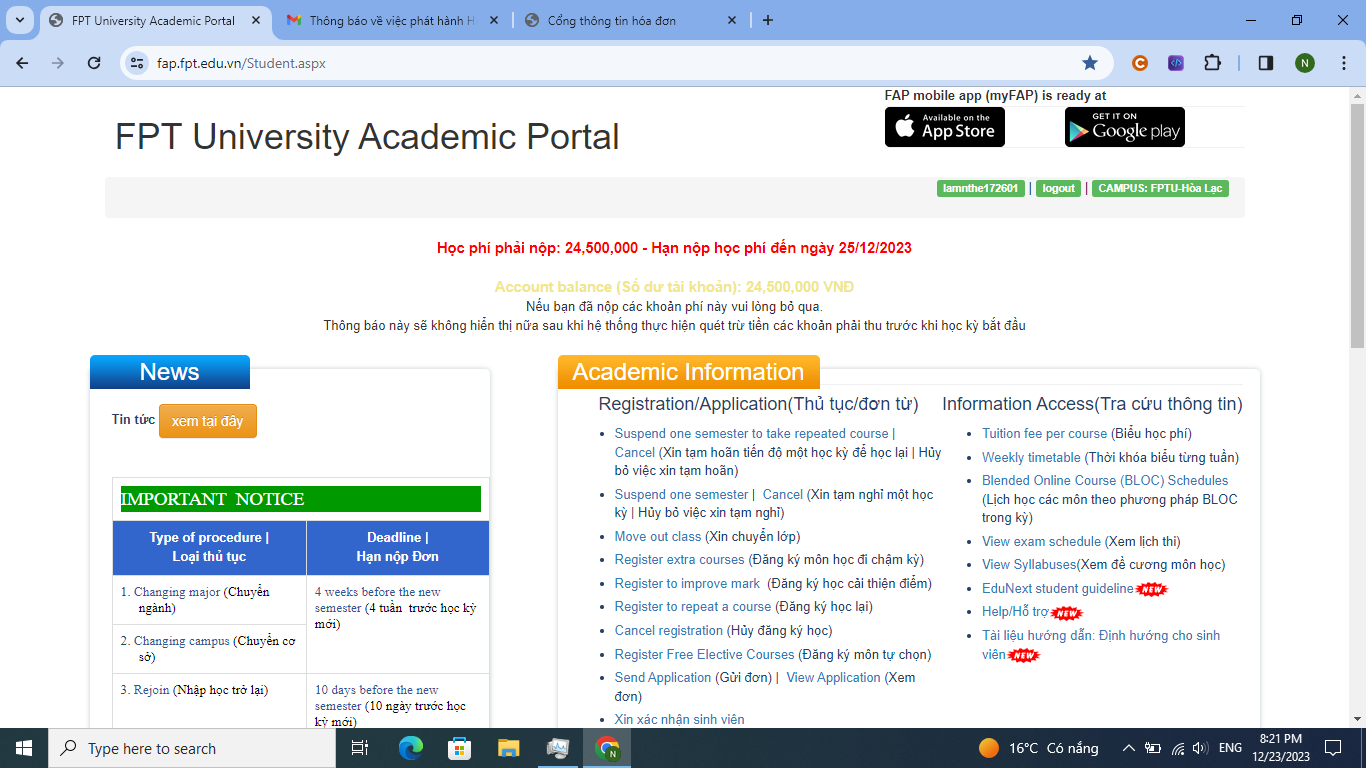 FPT University Academic Portal
Thông báo về việc phát hành H
Cổng thông tin hóa đơn
fap.fpt.edu.vn/Student.aspx
N
FAP mobile app (myFAP) is ready at
Available on the
App Store
GET IT ON
Google play
FPT University Academic Portal
lamnthe172601 | logout | CAMPUS: FPTU-Hòa Lạc
Học phí phải nộp: 24,500,000 - Hạn nộp học phí đến ngày 25/12/2023
Account balance (Số dư tài khoản): 24,500,000 VNĐ
Nếu bạn đã nộp các khoản phí này vui lòng bỏ qua.
Thông báo này sẽ không hiển thị nữa sau khi hệ thống thực hiện quét trừ tiền các khoản phải thu trước khi học kỳ bắt đầu
News
Tin tức xem tại đây
IMPORTANT NOTICE
Type of procedure |
Loại thủ tục
Deadline |
Hạn nộp Đơn
1. Changing major (Chuyển
ngành)
4 weeks before the new
semester (4 tuần trước học kỳ
mới)
2. Changing campus (Chuyển cơ
sở)
3. Rejoin (Nhập học trở lại)
10 days before the new
semester (10 ngày trước học
kỳ mới)
Academic Information
Registration/Application(Thủ tục/đơn từ)
Suspend one semester to take repeated course |
Cancel (Xin tạm hoãn tiến độ một học kỳ để học lại | Hủy
bỏ việc xin tạm hoãn)
Suspend one semester | Cancel (Xin tạm nghỉ một học
kỳ | Hủy bỏ việc xin tạm nghỉ)
Move out class (Xin chuyển lớp)
Register extra courses (Đăng ký môn học đi chậm kỳ)
Register to improve mark (Đăng ký học cải thiện điểm)
Register to repeat a course (Đăng ký học lại)
Cancel registration (Hủy đăng ký học)
Register Free Elective Courses (Đăng ký môn tự chọn)
Send Application (Gửi đơn) | View Application (Xem
đơn)
Xin xác nhận sinh viên
Information Access(Tra cứu thông tin)
Tuition fee per course (Biểu học phí)
Weekly timetable (Thời khóa biểu từng tuần)
Blended Online Course (BLOC) Schedules
(Lịch học các môn theo phương pháp BLOC
trong kỳ)
View exam schedule (Xem lịch thi)
View Syllabuses(Xem đề cương môn học)
EduNext student guideline NEW
Help/Hỗ trợ NEW
Tài liệu hướng dẫn: Định hướng cho sinh
viên NEW
Type here to search
N
16°C Có nắng
ENG
8:21 PM
12/23/2023